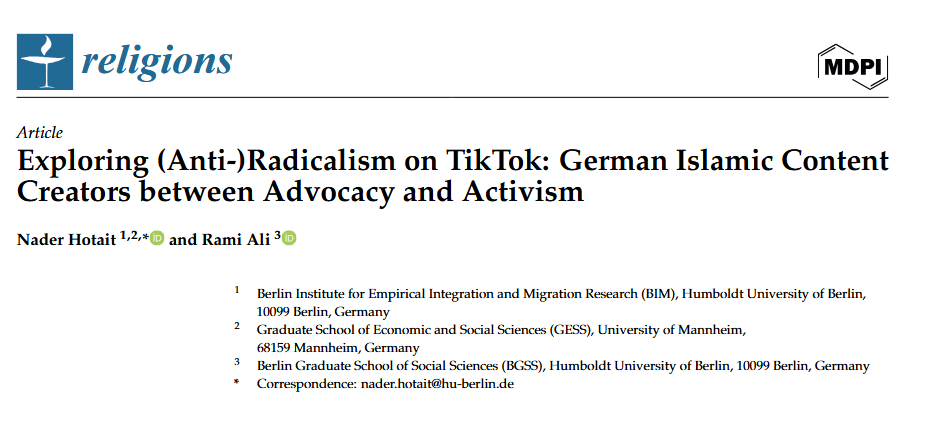 religions
MDPI
Article
Exploring (Anti-)Radicalism on TikTok: German Islamic Content
Creators between Advocacy and Activism
Nader Hotait 1,2,* iD and Rami Ali 3 iD
1 Berlin Institute for Empirical Integration and Migration Research (BIM), Humboldt University of Berlin,
10099 Berlin, Germany
2 Graduate School of Economic and Social Sciences (GESS), University of Mannheim,
68159 Mannheim, Germany
3 Berlin Graduate School of Social Sciences (BGSS), Humboldt University of Berlin, 10099 Berlin, Germany
* Correspondence: nader.hotait@hu-berlin.de